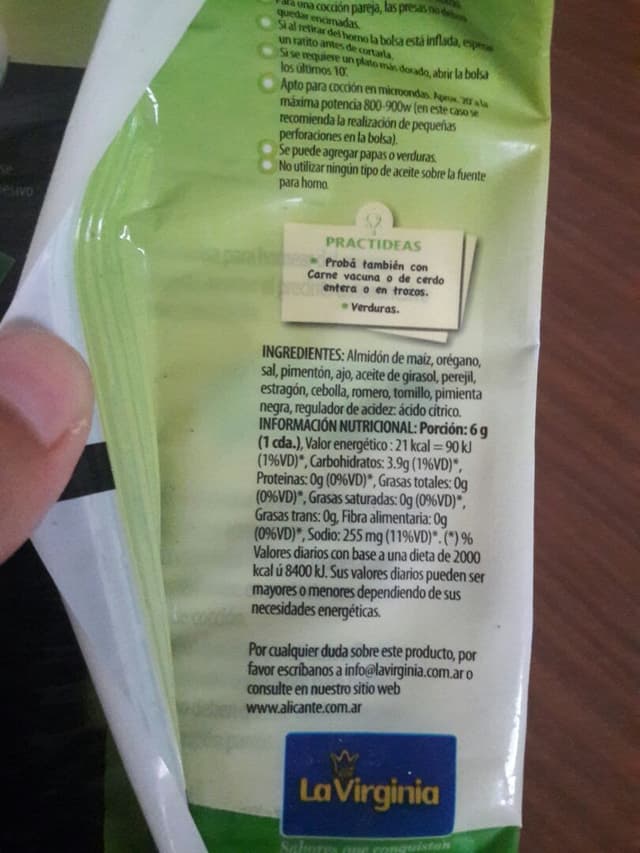 Para una cocción pareja, las presas no deben
quedar encimadas.
Si al retirar del horno la bolsa está inflada, esperar
un ratito antes de cortarla.
Si se requiere un plato más dorado, abrir la bolsa
los últimos 10'.
Apto para cocción en microondas. Aprox. 20' a la
máxima potencia 800-900w (en este caso se
recomienda la realización de pequeñas
perforaciones en la bolsa).
Se puede agregar papas o verduras.
No utilizar ningún tipo de aceite sobre la fuente
para horno.
PRACTIDEAS
Probá también con
Carne vacuna o de cerdo
entera o en trozos.
Verduras.
INGREDIENTES: Almidón de maíz, orégano,
sal, pimentón, ajo, aceite de girasol, perejil,
estragón, cebolla, romero, tomillo, pimienta
negra, regulador de acidez: ácido cítrico.
INFORMACIÓN NUTRICIONAL: Porción: 6 g
(1 cda.), Valor energético : 21 kcal = 90 kJ
(1%VD)*, Carbohidratos: 3.9g (1%VD)*,
Proteinas: 0g (0%VD)*, Grasas totales: 0g
(0%VD)*, Grasas saturadas: 0g (0%VD)*,
Grasas trans: 0g, Fibra alimentaria: 0g
(0%VD)*, Sodio: 255 mg (11%VD)*. (*) %
Valores diarios con base a una dieta de 2000
kcal ú 8400 kJ. Sus valores diarios pueden ser
mayores o menores dependiendo de sus
necesidades energéticas.
Por cualquier duda sobre este producto, por
favor escríbanos a info@lavirginia.com.ar o
consulte en nuestro sitio web
www.alicante.com.ar
La Virginia
Sabores que conquistan